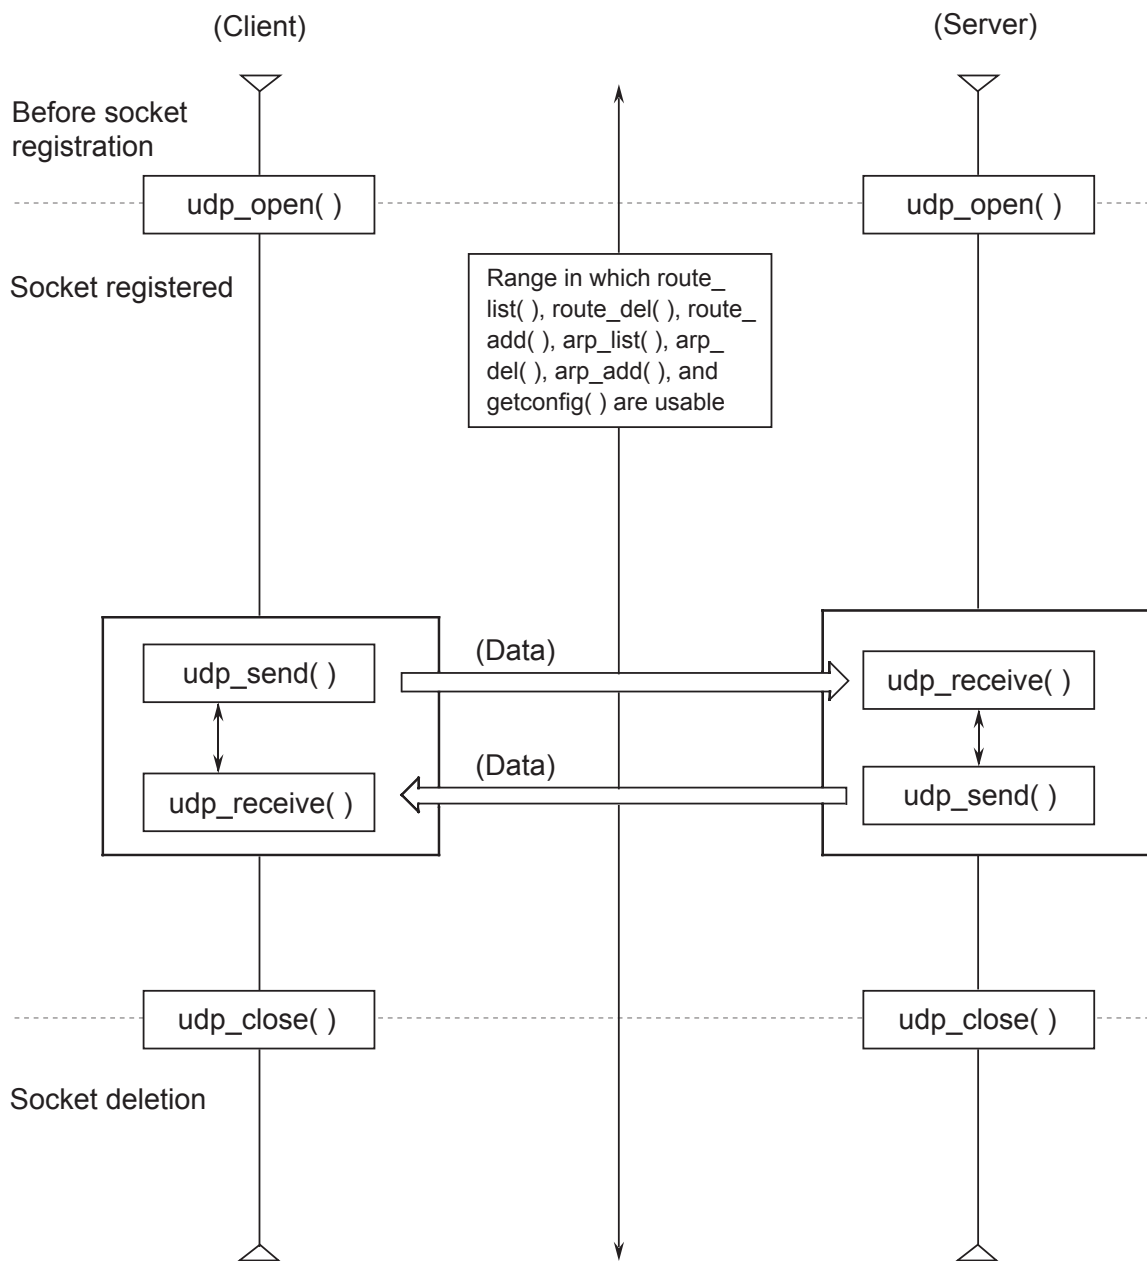 (Client)
(Server)
Before socket
registration
udp_open( )
udp_open( )
Socket registered
Range in which route_
list( ), route_del( ), route_
add( ), arp_list( ), arp_
del( ), arp_add( ), and
getconfig( ) are usable
(Data)
udp_send( )
udp_receive( )
(Data)
udp_receive( )
udp_send( )
udp_close( )
udp_close( )
Socket deletion